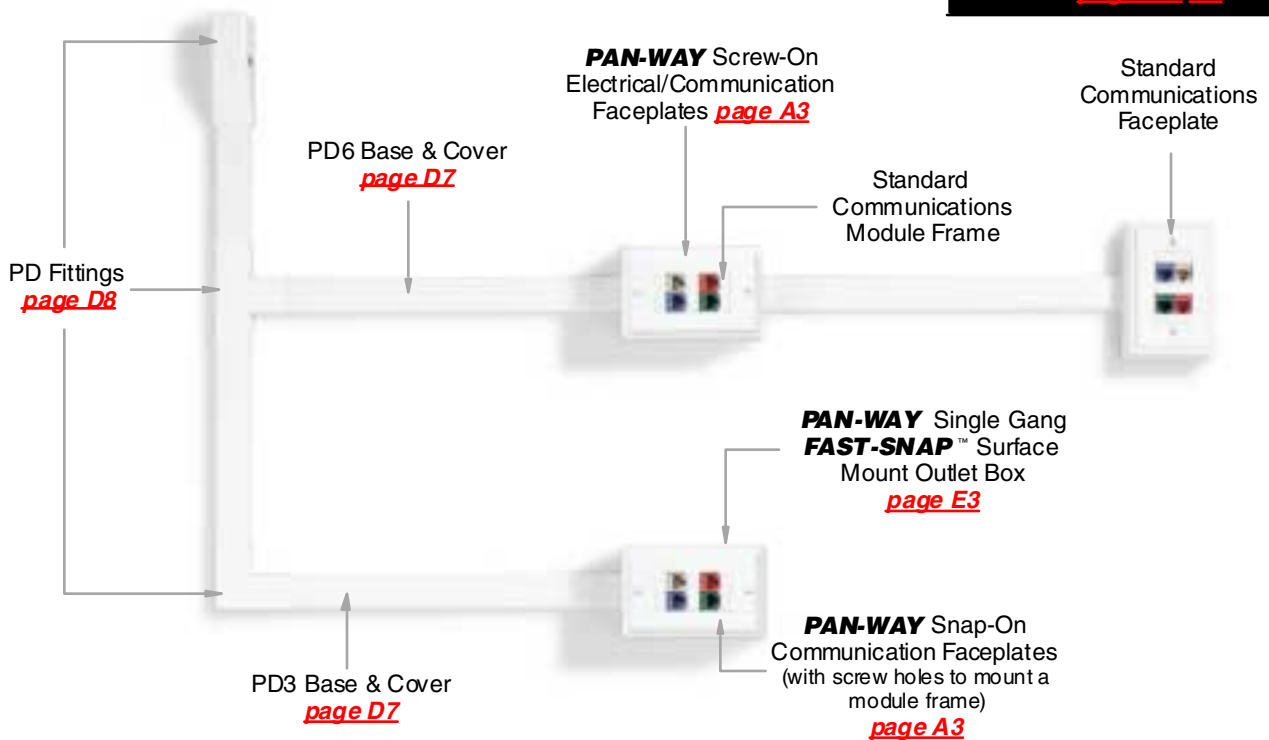 PAN-WAY Screw-On
Electrical/Communication
Faceplates page A3
Standard
Communications
Faceplate
PD6 Base & Cover
page D7
Standard
Communications
Module Frame
PD Fittings
page D8
PAN-WAY Single Gang
FAST-SNAP™ Surface
Mount Outlet Box
page E3
PAN-WAY Snap-On
Communication Faceplates
(with screw holes to mount a
module frame)
page A3
PD3 Base & Cover
page D7